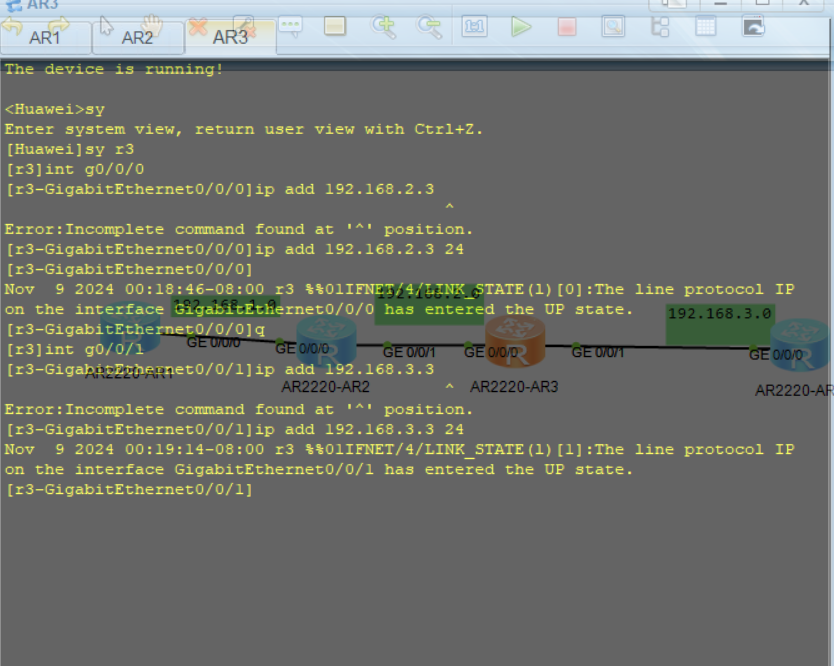 AR3
AR1
AR2
AR3
The device is running!
<Huawei>sy
Enter system view, return user view with Ctrl+Z.
[Huawei]sy r3
[r3]int g0/0/0
[r3-GigabitEthernet0/0/0]ip add 192.168.2.3
^
Error:Incomplete command found at '^' position.
[r3-GigabitEthernet0/0/0]ip add 192.168.2.3 24
[r3-GigabitEthernet0/0/0]
Nov  9 2024 00:18:46-08:00 r3 %%01IFNET/4/LINK_STATE(l)[0]:The line protocol IP
on the interface GigabitEthernet0/0/0 has entered the UP state.
[r3-GigabitEthernet0/0/0]q
[r3]int g0/0/1
[r3-GigabitEthernet0/0/1]ip add 192.168.3.3
^
Error:Incomplete command found at '^' position.
[r3-GigabitEthernet0/0/1]ip add 192.168.3.3 24
Nov  9 2024 00:19:14-08:00 r3 %%01IFNET/4/LINK_STATE(l)[1]:The line protocol IP
on the interface GigabitEthernet0/0/1 has entered the UP state.
[r3-GigabitEthernet0/0/1]
192.168.1.0
192.168.2.0
192.168.3.0
GE 0/0/0
GE 0/0/0
GE 0/0/1
GE 0/0/0
GE 0/0/1
GE 0/0/0
AR2220-AR1
AR2220-AR2
AR2220-AR3
AR2220-AR